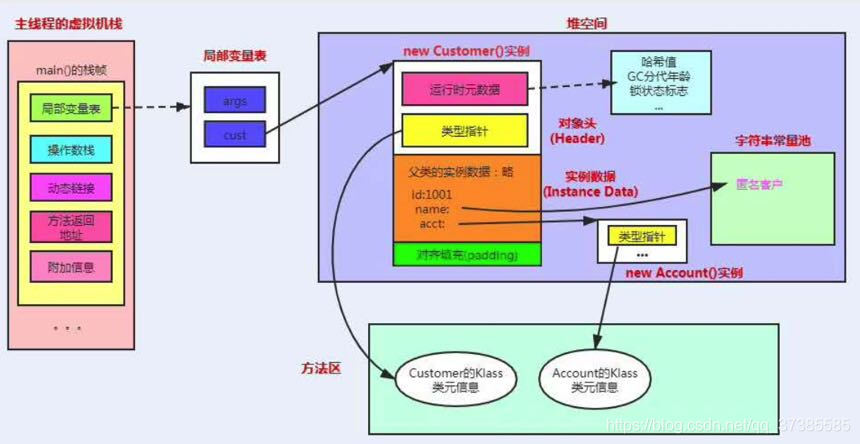 主线程的虚拟机栈
main()的栈帧
局部变量表
操作数栈
动态链接
方法返回
地址
附加信息
。。。
局部变量表
args
cust
堆空间
new Customer()实例
运行时元数据
类型指针
对象头
(Header)
哈希值
GC分代年龄
锁状态标志
...
父类的实例数据：略
id:1001
name:
acct:
实例数据
(Instance Data)
对齐填充(padding)
字符串常量池
匿名客户
类型指针
...
new Account()实例
方法区
Customer的Klass
类元信息
Account的Klass
类元信息
https://blog.csdn.net/qq_37385585